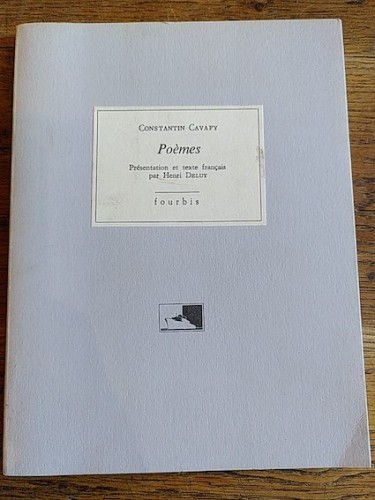 CONSTANTIN CAVAFY
Poèmes
Présentation et texte français
par Henri DELUY
fourbis